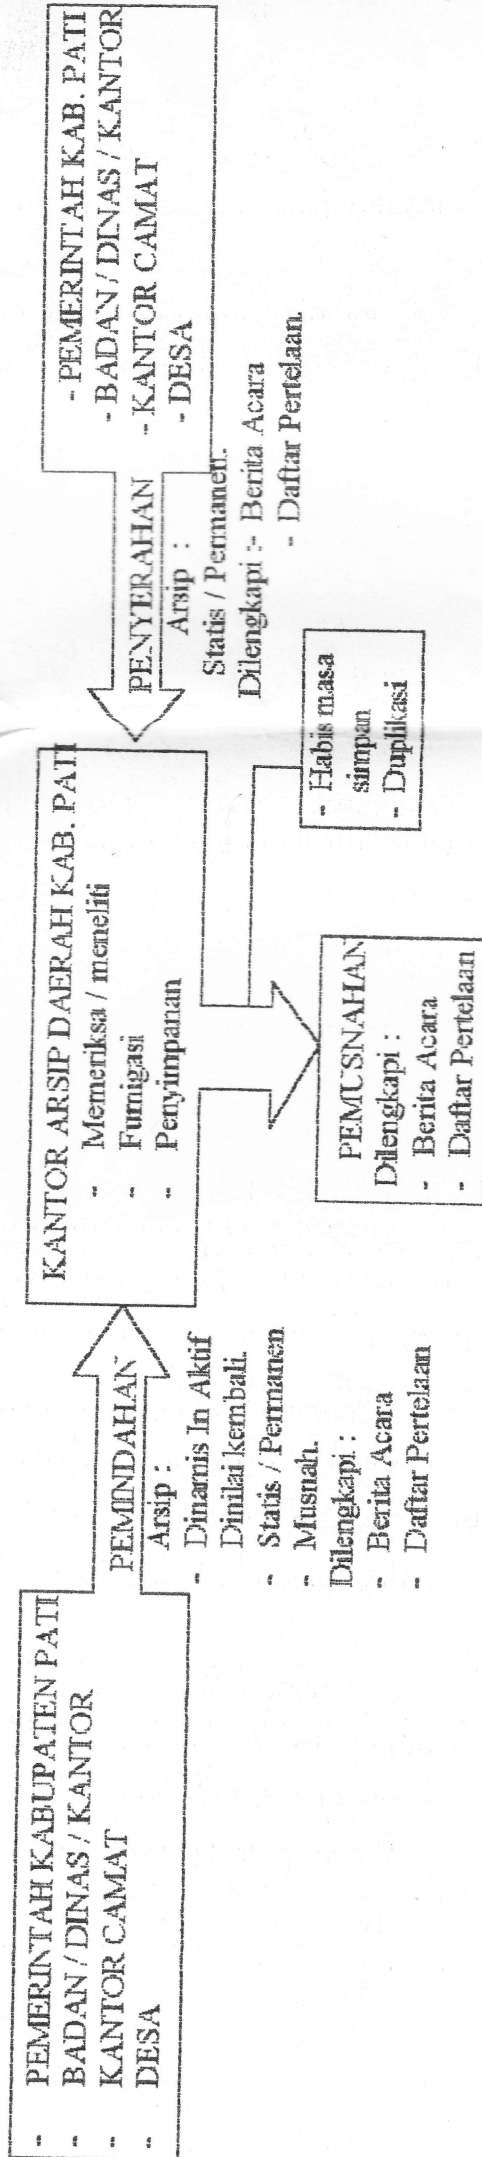 - PEMERINTAH KABUPATEN PATI
- BADAN / DINAS / KANTOR
- KANTOR CAMAT
- DESA
PEMINDAHAN
Arsip :
- Dinamis In Aktif
Dinilai kembali.
- Statis / Permanen
- Musnah.
Dilengkapi :
- Berita Acara
- Daftar Pertelaan
KANTOR ARSIP DAERAH KAB. PATI
- Memeriksa / meneliti
- Fumigasi
- Penyimpanan
PEMUSNAHAN
Dilengkapi :
- Berita Acara
- Daftar Pertelaan
- Habis masa
simpan
- Duplikasi
PENYERAHAN
Arsip :
Statis / Permanen.
Dilengkapi :- Berita Acara
- Daftar Pertelaan
- PEMERINTAH KAB. PATI
- BADAN / DINAS / KANTOR
- KANTOR CAMAT
- DESA